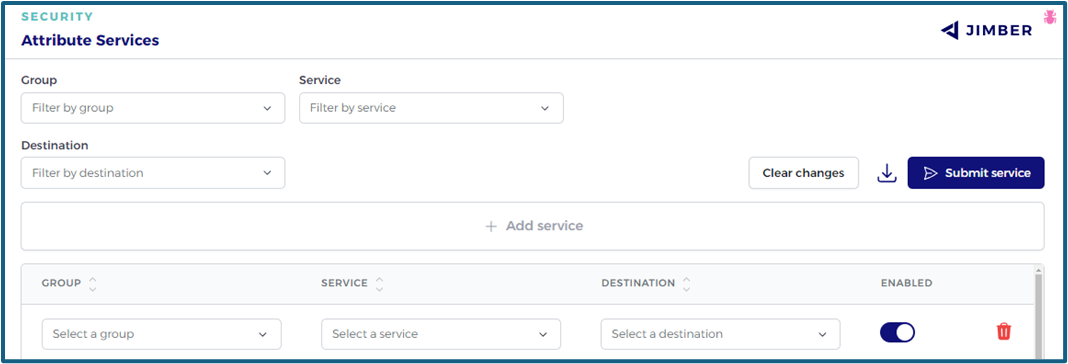 SECURITY
Attribute Services
JIMBER
Group
Service
Filter by group
Filter by service
Destination
Filter by destination
Clear changes
Submit service
+ Add service
GROUP
SERVICE
DESTINATION
ENABLED
Select a group
Select a service
Select a destination